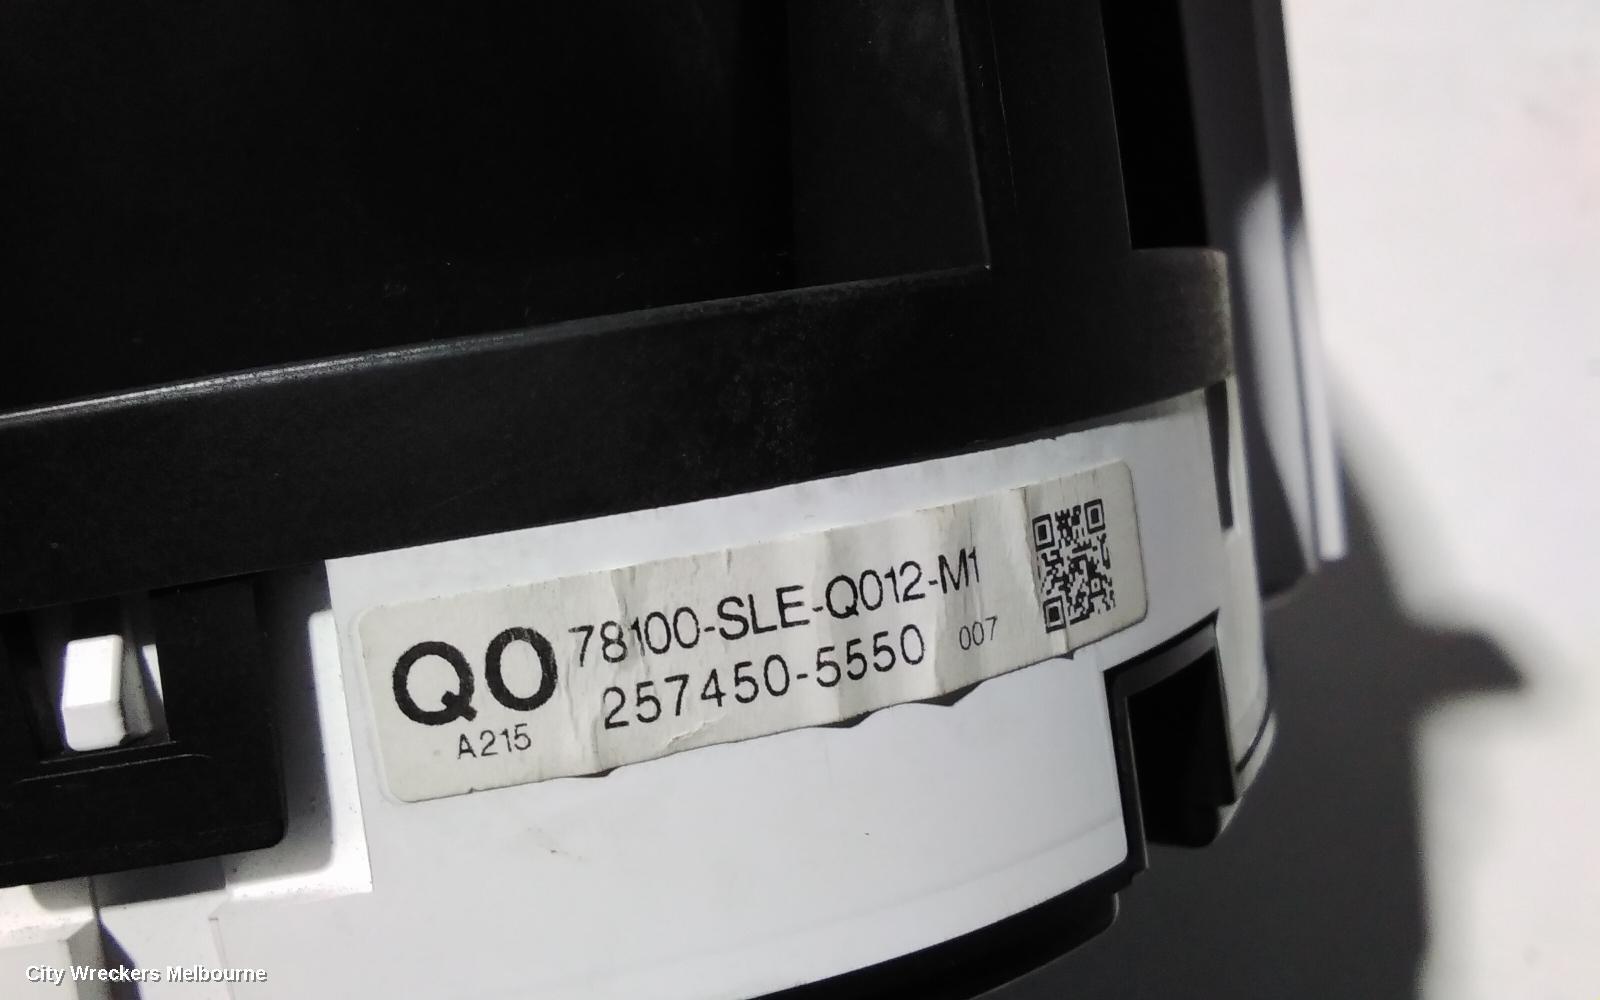 QO 78100-SLE-Q012-M1
A215 257450-5550 007
City Wreckers Melbourne